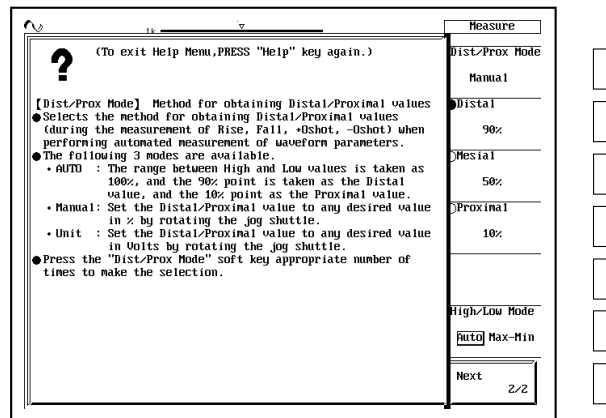 1k
Measure
(To exit Help Menu,PRESS "Help" key again.)
?
【Dist/Prox Mode】 Method for obtaining Distal/Proximal values
●Selects the method for obtaining Distal/Proximal values
(during the measurement of Rise, Fall, +Oshot, -Oshot) when
performing automated measurement of waveform parameters.
●The following 3 modes are available.
・AUTO : The range between High and Low values is taken as
100%, and the 90% point is taken as the Distal
value, and the 10% point as the Proximal value.
・Manual: Set the Distal/Proximal value to any desired value
in % by rotating the jog shuttle.
・Unit : Set the Distal/Proximal value to any desired value
in Volts by rotating the jog shuttle.
●Press the "Dist/Prox Mode" soft key appropriate number of
times to make the selection.
Dist/Prox Mode
Manual
Distal
90%
Mesial
50%
Proximal
10%
High/Low Mode
Auto Max-Min
Next
2/2